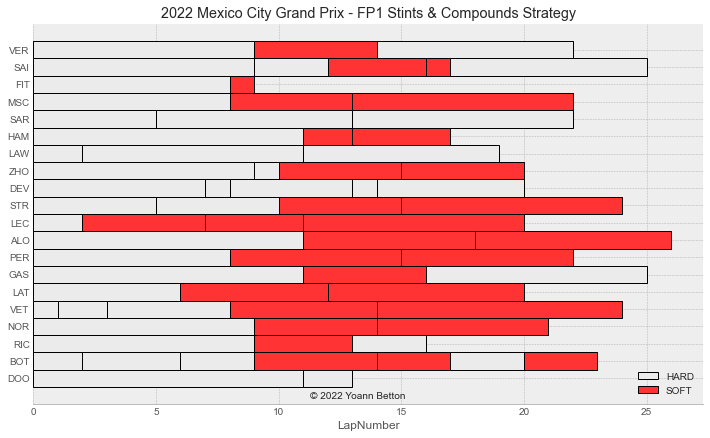 2022 Mexico City Grand Prix - FP1 Stints & Compounds Strategy
VER
SAI
FIT
MSC
SAR
HAM
LAW
ZHO
DEV
STR
LEC
ALO
PER
GAS
LAT
VET
NOR
RIC
BOT
DOO
HARD
SOFT
© 2022 Yoann Betton
0 5 10 15 20 25
LapNumber